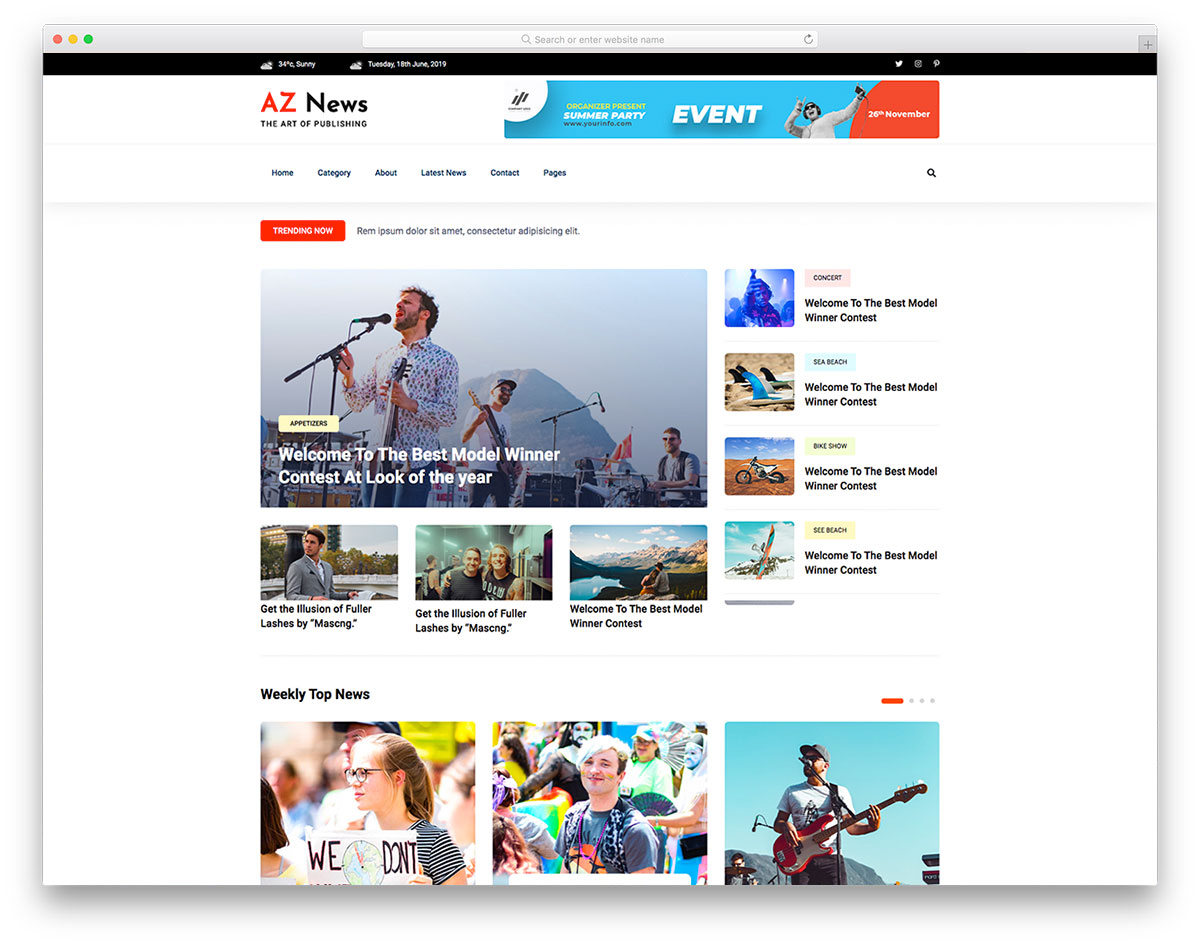 Search or enter website name
34ºc, Sunny
Tuesday, 18th June, 2019
AZ News
THE ART OF PUBLISHING
COMPANY LOGO
ORGANIZER PRESENT
SUMMER PARTY
www.yourinfo.com
EVENT
26th November
Home
Category
About
Latest News
Contact
Pages
TRENDING NOW
Rem ipsum dolor sit amet, consectetur adipisicing elit.
APPETIZERS
Welcome To The Best Model Winner
Contest At Look of the year
CONCERT
Welcome To The Best Model
Winner Contest
SEA BEACH
Welcome To The Best Model
Winner Contest
BIKE SHOW
Welcome To The Best Model
Winner Contest
SEE BEACH
Welcome To The Best Model
Winner Contest
Get the Illusion of Fuller
Lashes by “Mascng.”
Get the Illusion of Fuller
Lashes by “Mascng.”
Welcome To The Best Model
Winner Contest
Weekly Top News
WE DON'T
nord